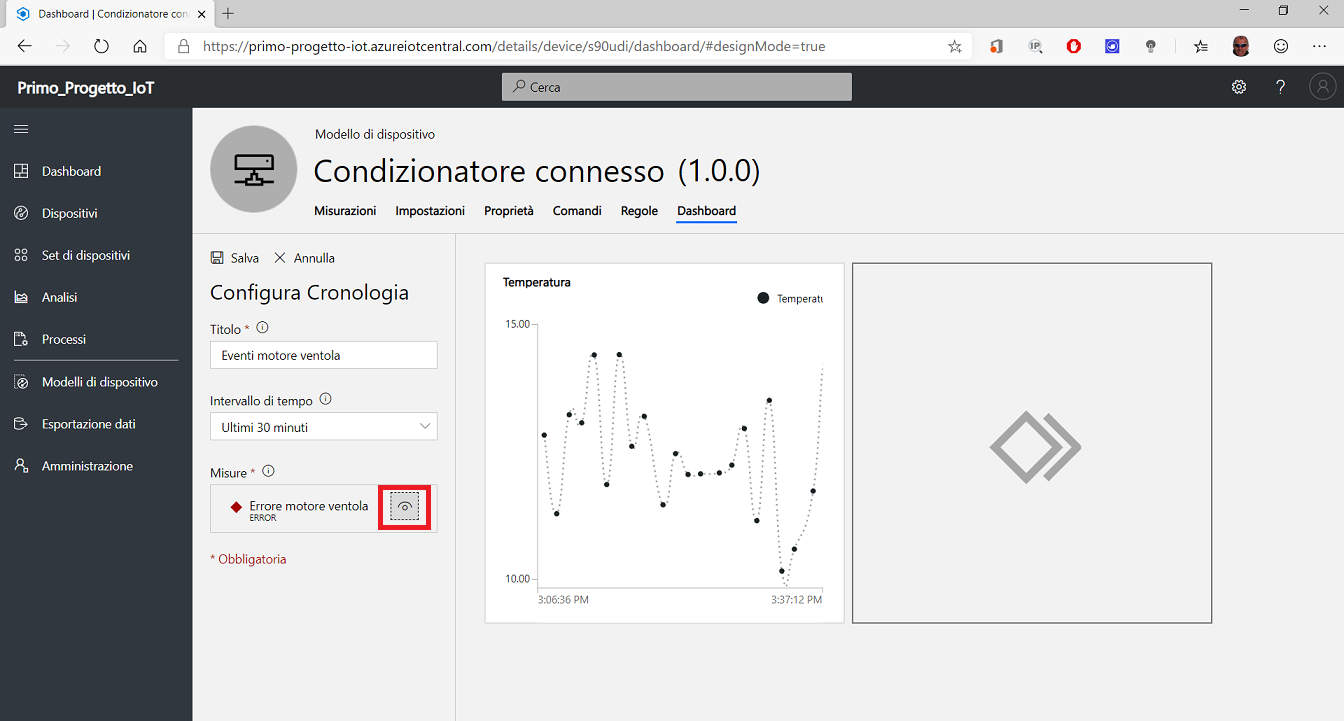 Dashboard | Condizionatore con
https://primo-progetto-iot.azureiotcentral.com/details/device/s90udi/dashboard/#designMode=true
IP
Primo_Progetto_IoT
Cerca
?
Dashboard
Dispositivi
Set di dispositivi
Analisi
Processi
Modelli di dispositivo
Esportazione dati
Amministrazione
Modello di dispositivo
Condizionatore connesso (1.0.0)
Misurazioni Impostazioni Proprietà Comandi Regole Dashboard
Salva Annulla
Configura Cronologia
Titolo *
Eventi motore ventola
Intervallo di tempo
Ultimi 30 minuti
Misure *
Errore motore ventola
ERROR
* Obbligatoria
Temperatura
Temperatu
15.00
10.00
3:06:36 PM 3:37:12 PM